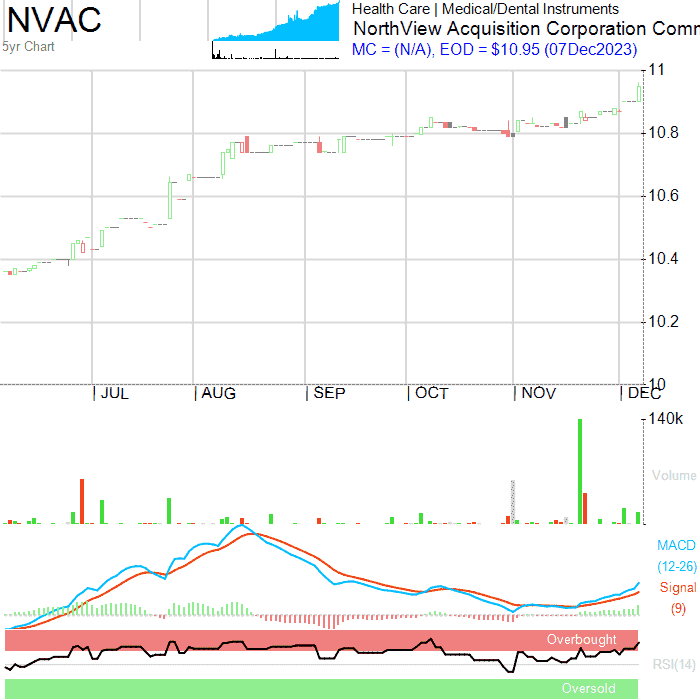 NVAC
5yr Chart
Health Care | Medical/Dental Instruments
NorthView Acquisition Corporation Comm
MC = (N/A), EOD = $10.95 (07Dec2023)
11
10.8
10.6
10.4
10.2
10
JUL AUG SEP OCT NOV DEC
140k
Volume
MACD
(12-26)
Signal
(9)
Overbought
RSI(14)
Oversold